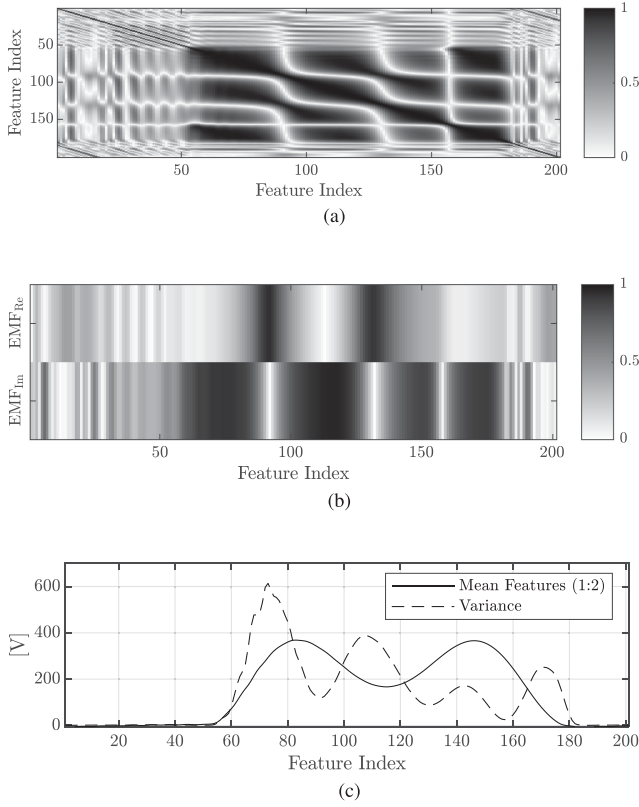 1
50
100
150
Feature Index
0.5
0
50
100
150
200
Feature Index
(a)
1
EMF_Re
EMF_Im
0.5
0
50
100
150
200
Feature Index
(b)
600
400
200
0
[V]
Mean Features (1:2)
Variance
20
40
60
80
100
120
140
160
180
200
Feature Index
(c)